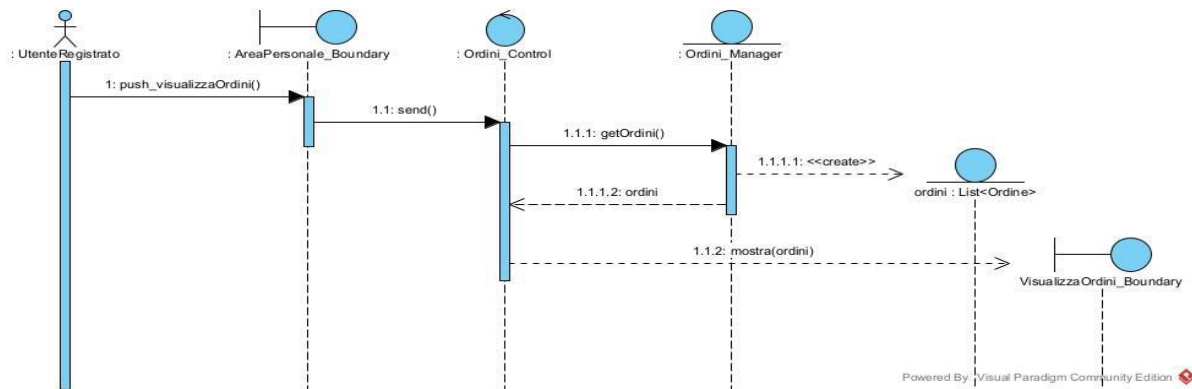 : UtenteRegistrato
: AreaPersonale_Boundary
: Ordini_Control
: Ordini_Manager
1: push_visualizzaOrdini()
1.1: send()
1.1.1: getOrdini()
1.1.1.1: <<create>>
ordini : List<Ordine>
1.1.1.2: ordini
1.1.2: mostra(ordini)
VisualizzaOrdini_Boundary
Powered By: Visual Paradigm Community Edition